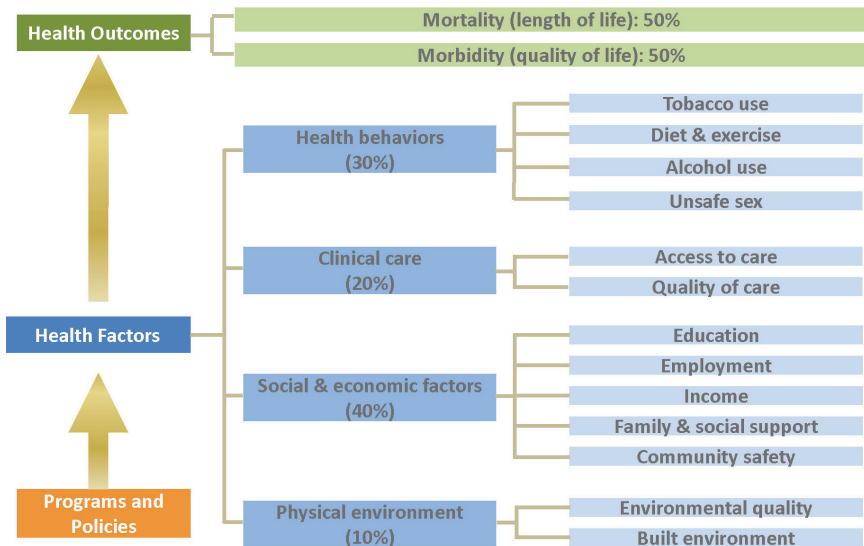 Health Outcomes
Mortality (length of life): 50%
Morbidity (quality of life): 50%
Health Factors
Programs and
Policies
Health behaviors
(30%)
Tobacco use
Diet & exercise
Alcohol use
Unsafe sex
Clinical care
(20%)
Access to care
Quality of care
Social & economic factors
(40%)
Education
Employment
Income
Family & social support
Community safety
Physical environment
(10%)
Environmental quality
Built environment